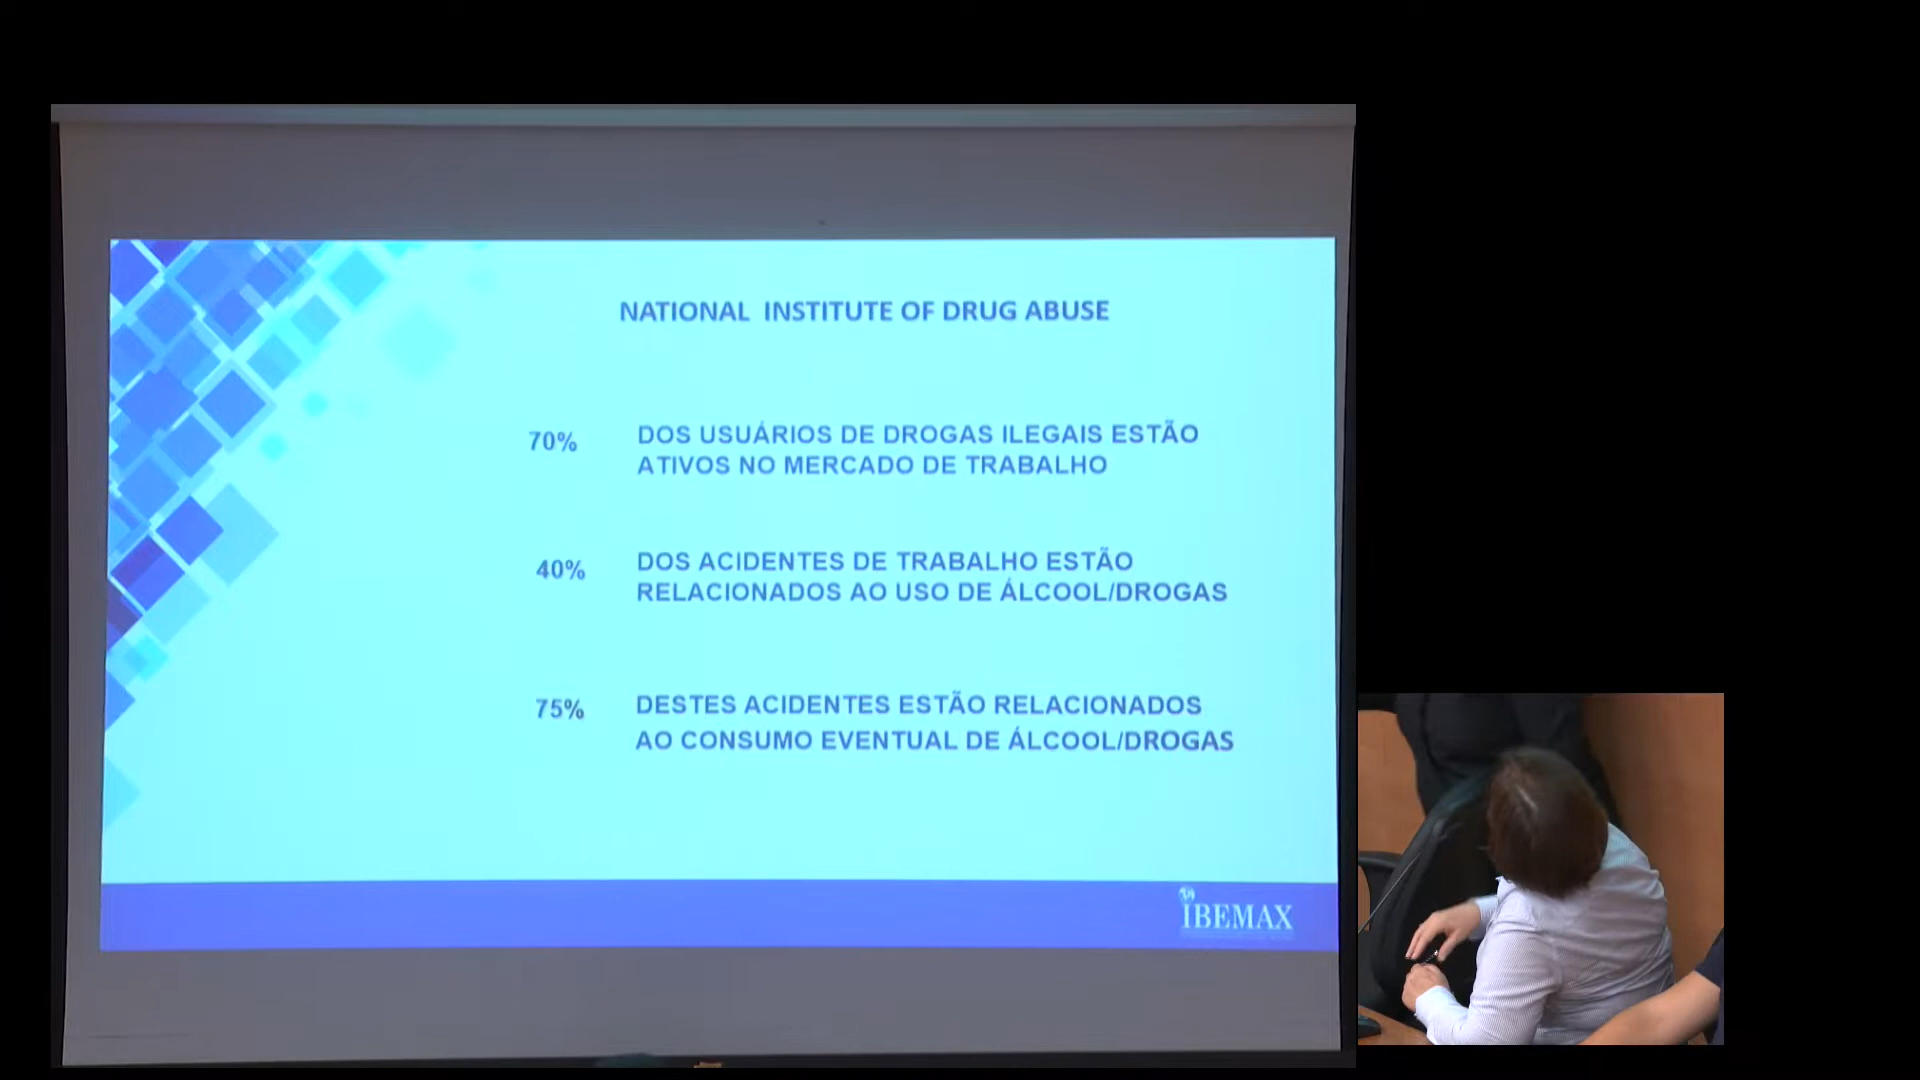 NATIONAL INSTITUTE OF DRUG ABUSE
70% DOS USUÁRIOS DE DROGAS ILEGAIS ESTÃO
ATIVOS NO MERCADO DE TRABALHO
40% DOS ACIDENTES DE TRABALHO ESTÃO
RELACIONADOS AO USO DE ÁLCOOL/DROGAS
75% DESTES ACIDENTES ESTÃO RELACIONADOS
AO CONSUMO EVENTUAL DE ÁLCOOL/DROGAS
IBEMAX